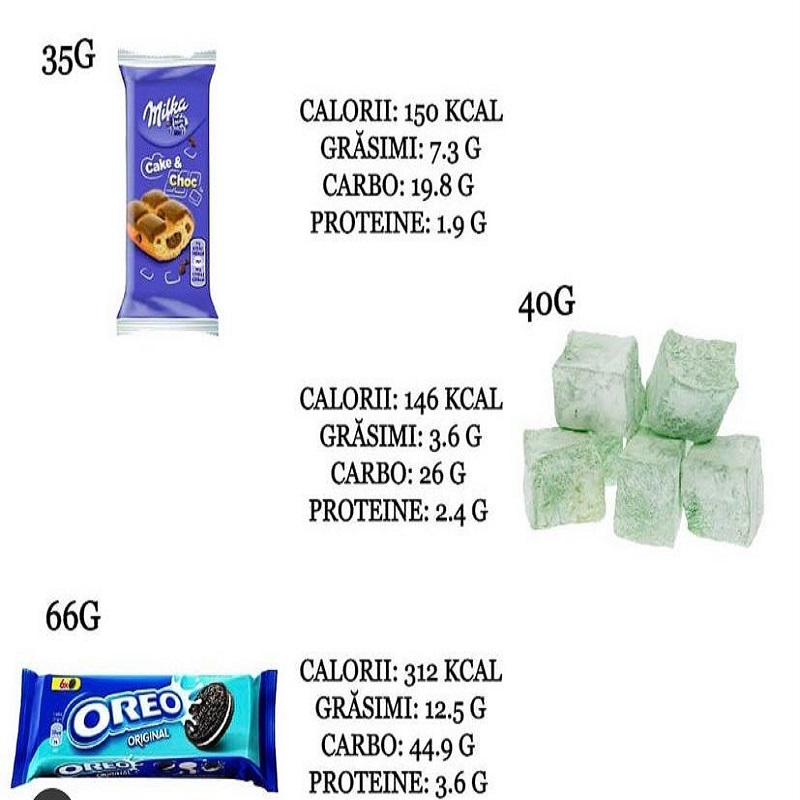 35G
Milka
Cake &
Choc
CALORII: 150 KCAL
GRĂSIMI: 7.3 G
CARBO: 19.8 G
PROTEINE: 1.9 G
40G
CALORII: 146 KCAL
GRĂSIMI: 3.6 G
CARBO: 26 G
PROTEINE: 2.4 G
66G
6x
OREO
ORIGINAL
OREO
ORIGINAL
CALORII: 312 KCAL
GRĂSIMI: 12.5 G
CARBO: 44.9 G
PROTEINE: 3.6 G